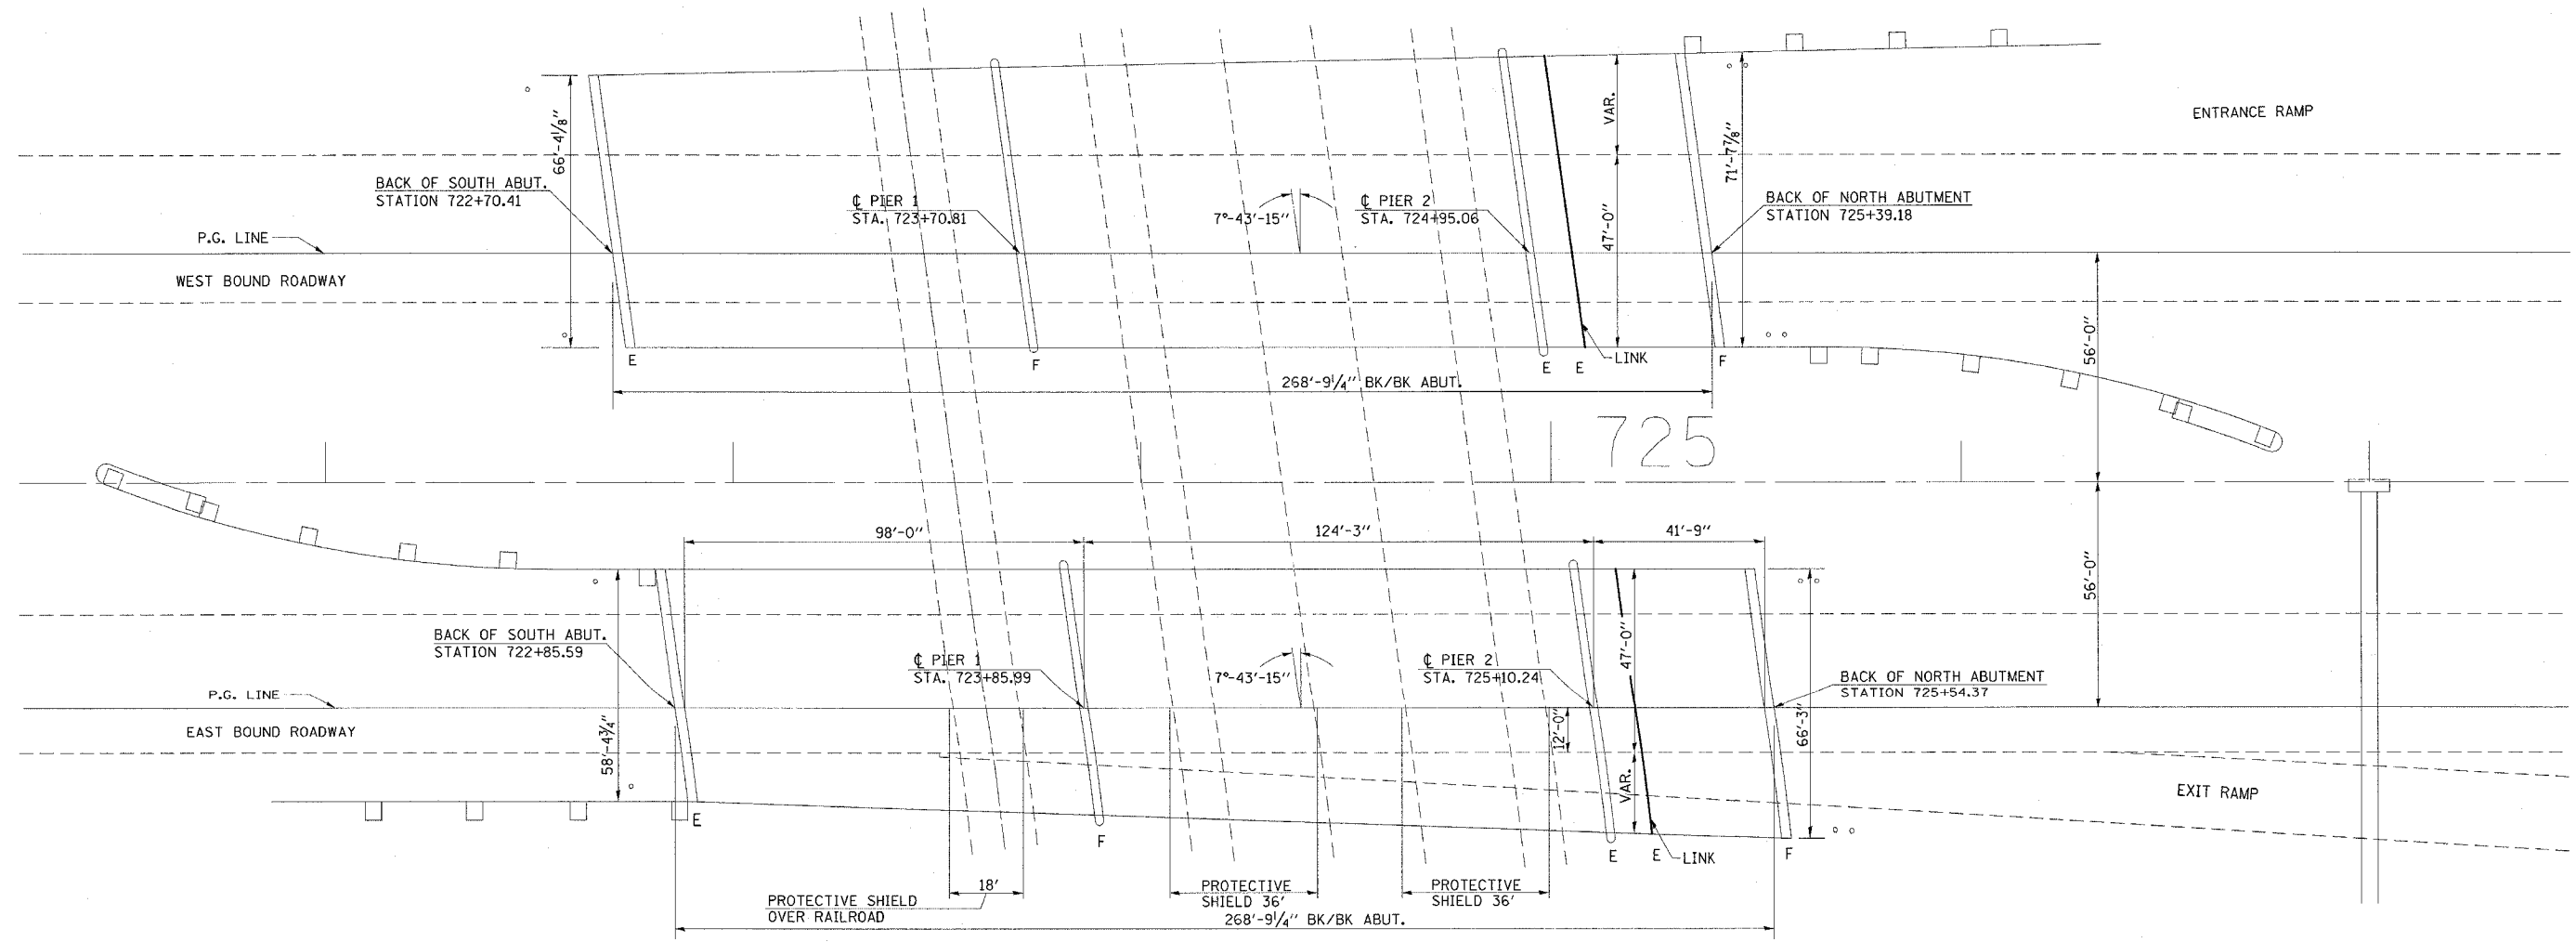 ENTRANCE RAMP
66'-4 1/8"
VAR.
71'-7 7/8"
BACK OF SOUTH ABUT.
STATION 722+70.41
℄ PIER 1
STA. 723+70.81
7°-43'-15"
℄ PIER 2
STA. 724+95.06
47'-0"
BACK OF NORTH ABUTMENT
STATION 725+39.18
P.G. LINE
WEST BOUND ROADWAY
56'-0"
E
F
E
E
LINK
F
268'-9 1/4" BK/BK ABUT.
725
98'-0"
124'-3"
41'-9"
56'-0"
BACK OF SOUTH ABUT.
STATION 722+85.59
℄ PIER 1
STA. 723+85.99
7°-43'-15"
℄ PIER 2
STA. 725+10.24
47'-0"
BACK OF NORTH ABUTMENT
STATION 725+54.37
P.G. LINE
EAST BOUND ROADWAY
58'-4 3/4"
12'-0"
66'-3"
VAR.
EXIT RAMP
E
F
E
E
LINK
F
18'
PROTECTIVE SHIELD
OVER RAILROAD
PROTECTIVE
SHIELD 36'
PROTECTIVE
SHIELD 36'
268'-9 1/4" BK/BK ABUT.